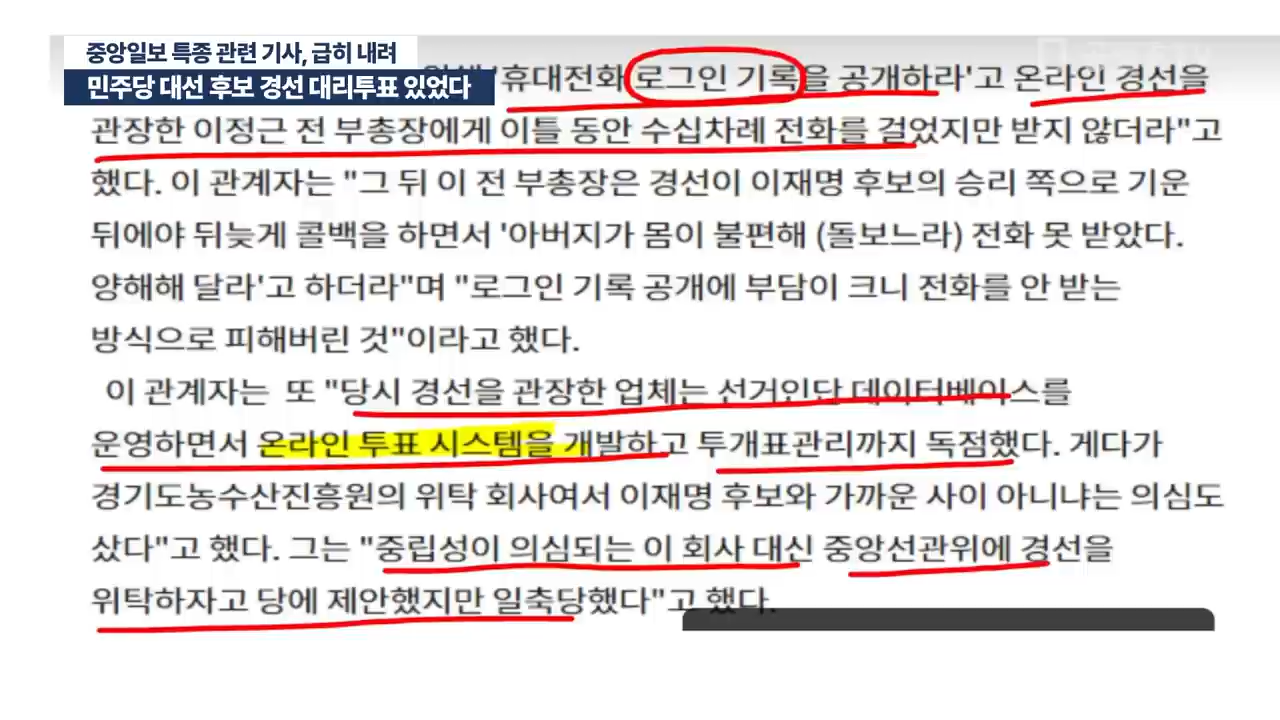 중앙일보 특종 관련 기사, 급히 내려
민주당 대선 후보 경선 대리투표 있었다
'휴대전화 로그인 기록을 공개하라'고 온라인 경선을
관장한 이정근 전 부총장에게 이틀 동안 수십차례 전화를 걸었지만 받지 않더라"고
했다. 이 관계자는 "그 뒤 이 전 부총장은 경선이 이재명 후보의 승리 쪽으로 기운
뒤에야 뒤늦게 콜백을 하면서 '아버지가 몸이 불편해 (돌보느라) 전화 못 받았다.
양해해 달라'고 하더라"며 "로그인 기록 공개에 부담이 크니 전화를 안 받는
방식으로 피해버린 것"이라고 했다.
이 관계자는 또 "당시 경선을 관장한 업체는 선거인단 데이터베이스를
운영하면서 온라인 투표 시스템을 개발하고 투개표관리까지 독점했다. 게다가
경기도농수산진흥원의 위탁 회사여서 이재명 후보와 가까운 사이 아니냐는 의심도
샀다"고 했다. 그는 "중립성이 의심되는 이 회사 대신 중앙선관위에 경선을
위탁하자고 당에 제안했지만 일축당했다"고 했다.